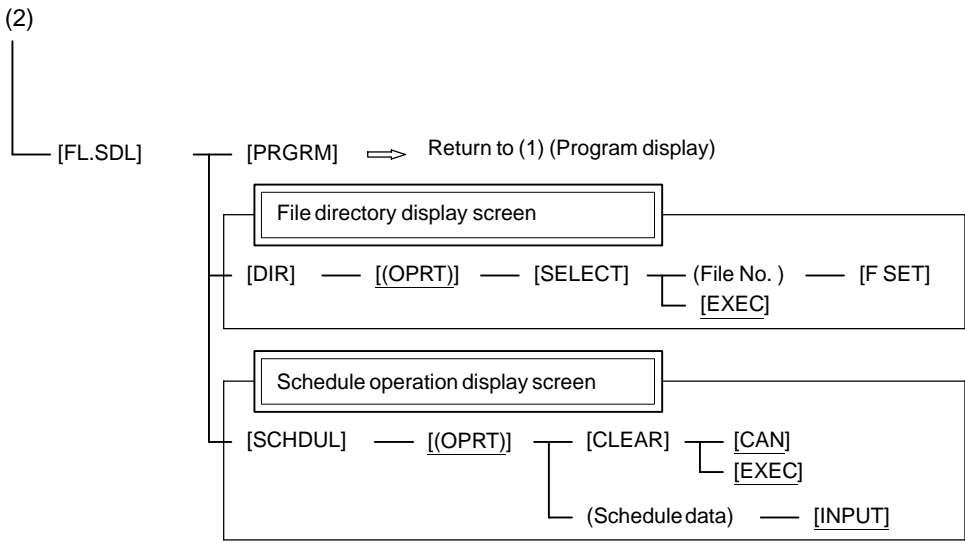 (2)
[FL.SDL] [PRGRM] Return to (1) (Program display)
File directory display screen
[DIR] [(OPRT)] [SELECT] (File No. ) [F SET]
[EXEC]
Schedule operation display screen
[SCHDUL] [(OPRT)] [CLEAR] [CAN]
[EXEC]
(Schedule data) [INPUT]